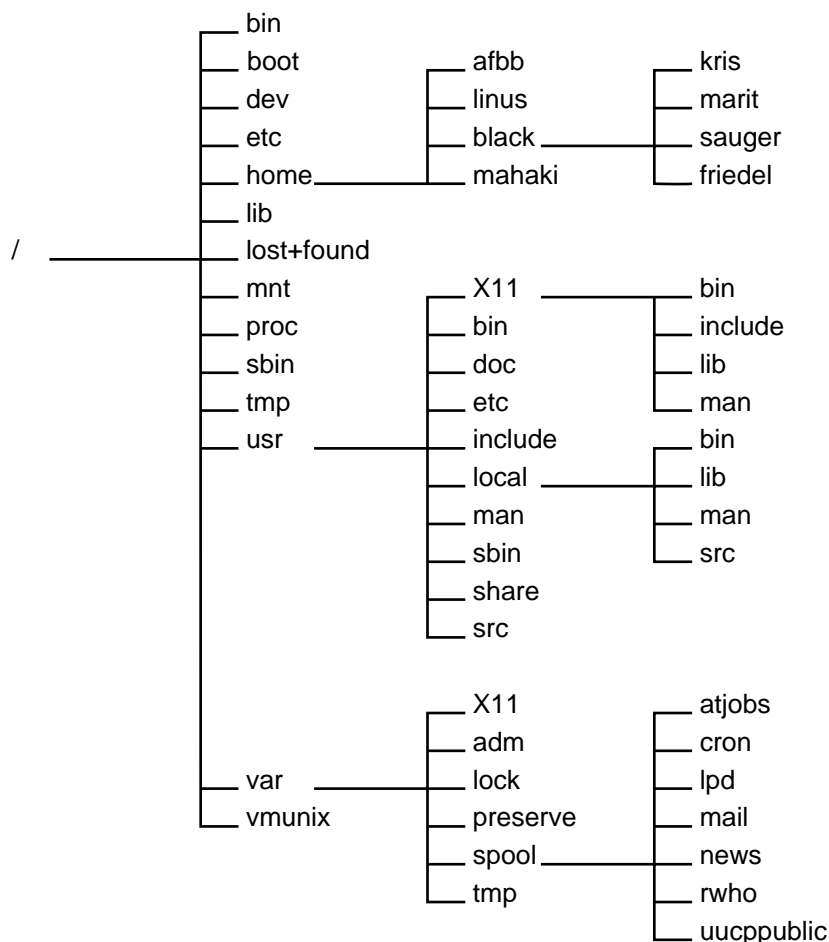 bin
boot afbb kris
dev linus marit
etc black sauger
home mahaki friedel
lib
/ lost+found
mnt X11 bin
proc bin include
sbin doc lib
tmp etc man
usr include bin
local lib
man man
sbin src
share
src
X11 atjobs
adm cron
var lock lpd
vmunix preserve mail
spool news
tmp rwho
uucppublic